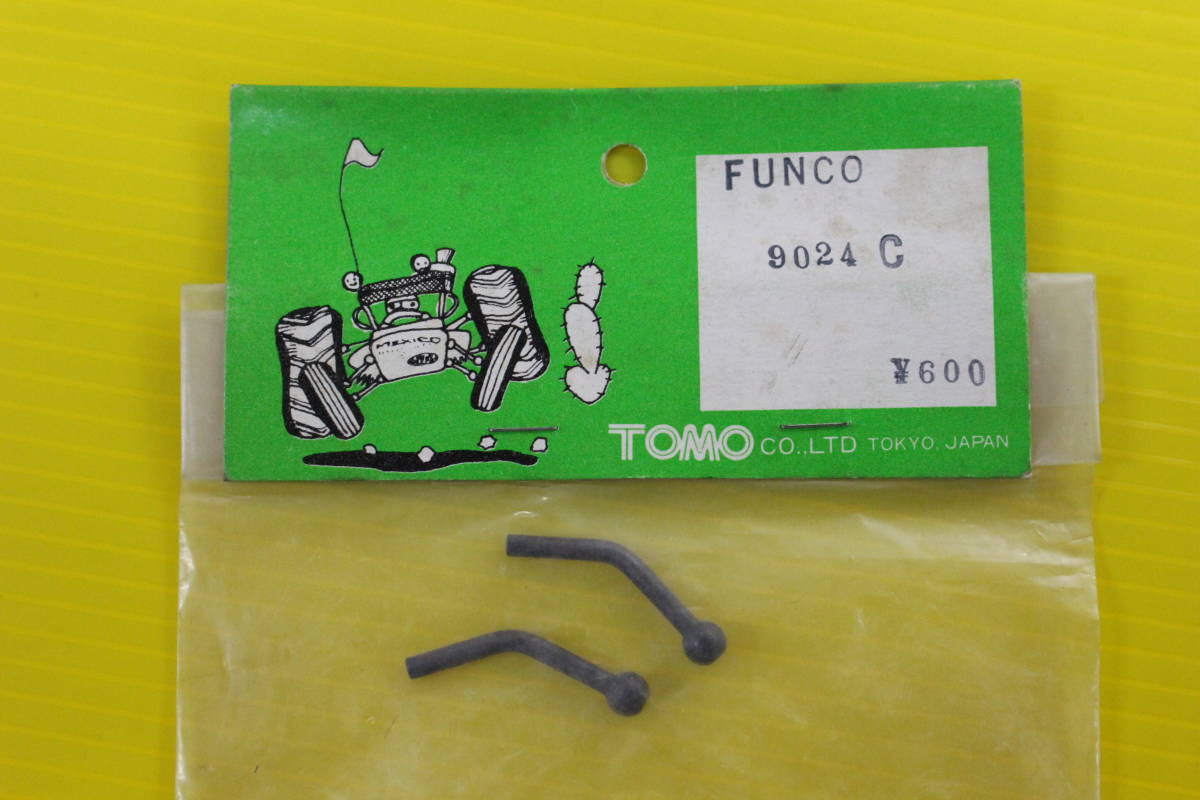 FUNCO
9024 C
¥600
MEXICO
TOMO CO.,LTD TOKYO, JAPAN